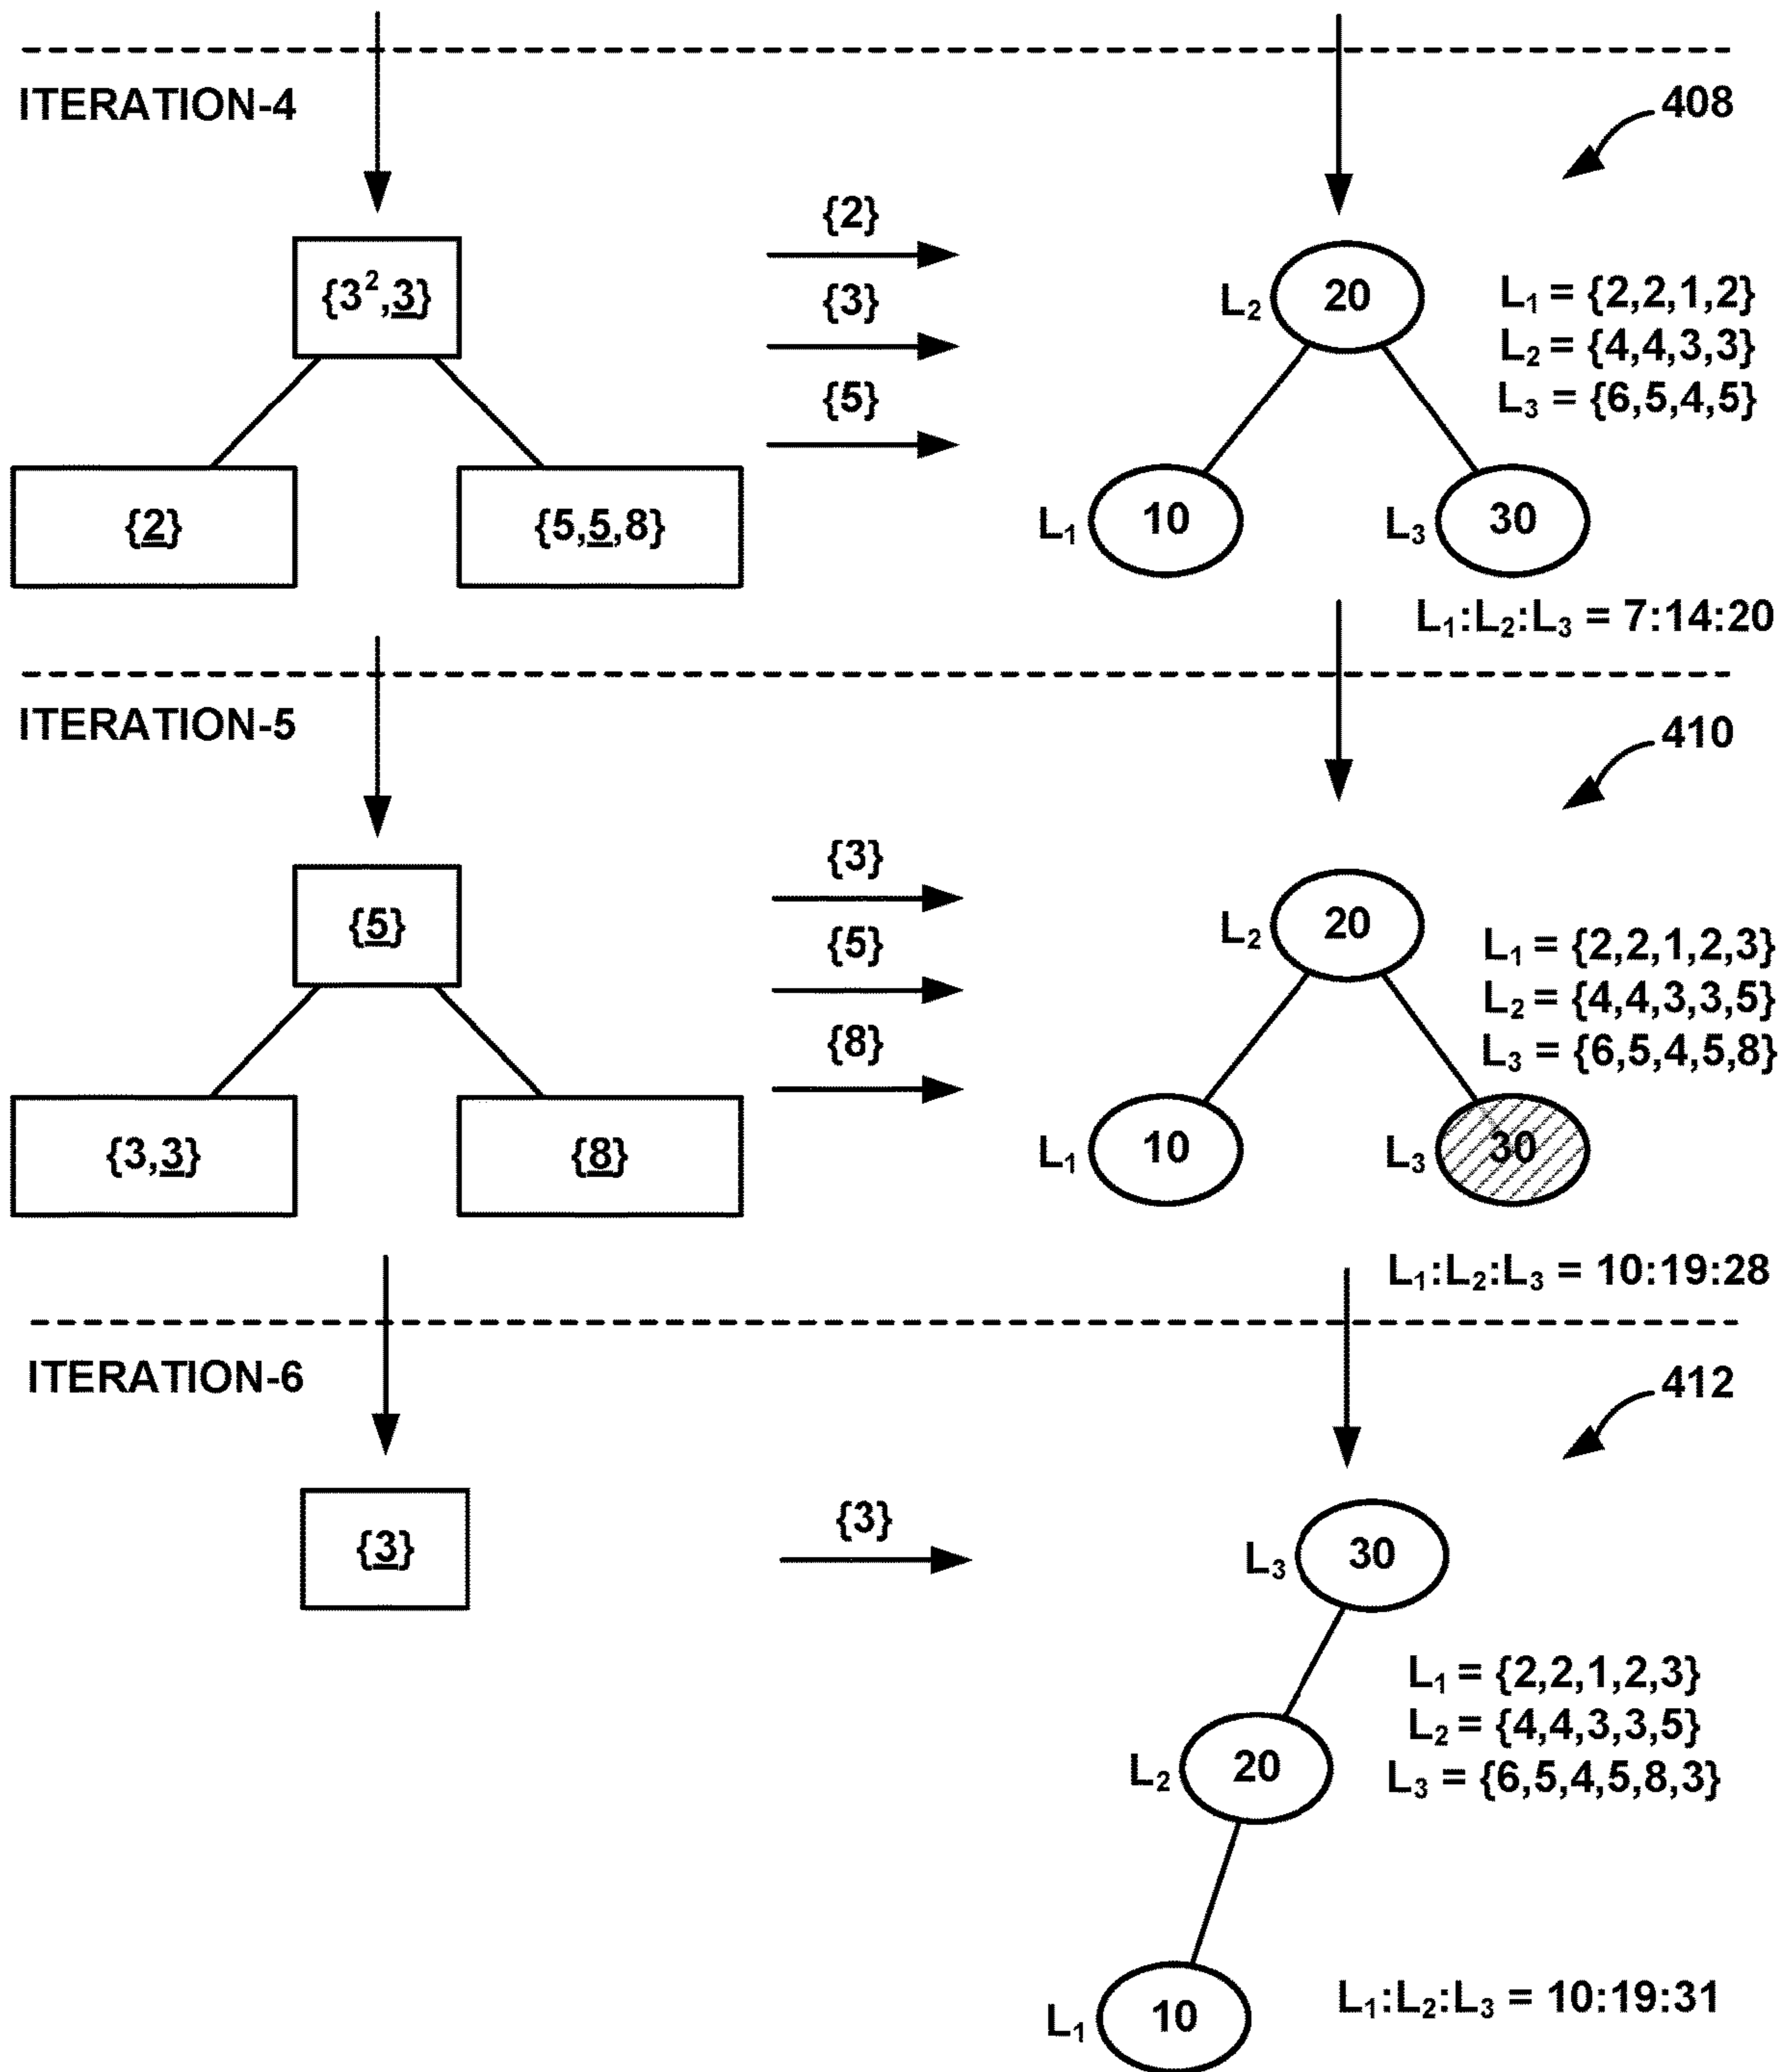 ITERATION-4
408
{3²,3}
{2}
{5,5,8}
{2}
{3}
{5}
L₂ 20
L₁ 10
L₃ 30
L₁ = {2,2,1,2}
L₂ = {4,4,3,3}
L₃ = {6,5,4,5}
L₁:L₂:L₃ = 7:14:20
ITERATION-5
410
{5}
{3,3}
{8}
{3}
{5}
{8}
L₂ 20
L₁ 10
L₃ 30
L₁ = {2,2,1,2,3}
L₂ = {4,4,3,3,5}
L₃ = {6,5,4,5,8}
L₁:L₂:L₃ = 10:19:28
ITERATION-6
412
{3}
{3}
L₃ 30
L₂ 20
L₁ 10
L₁ = {2,2,1,2,3}
L₂ = {4,4,3,3,5}
L₃ = {6,5,4,5,8,3}
L₁:L₂:L₃ = 10:19:31